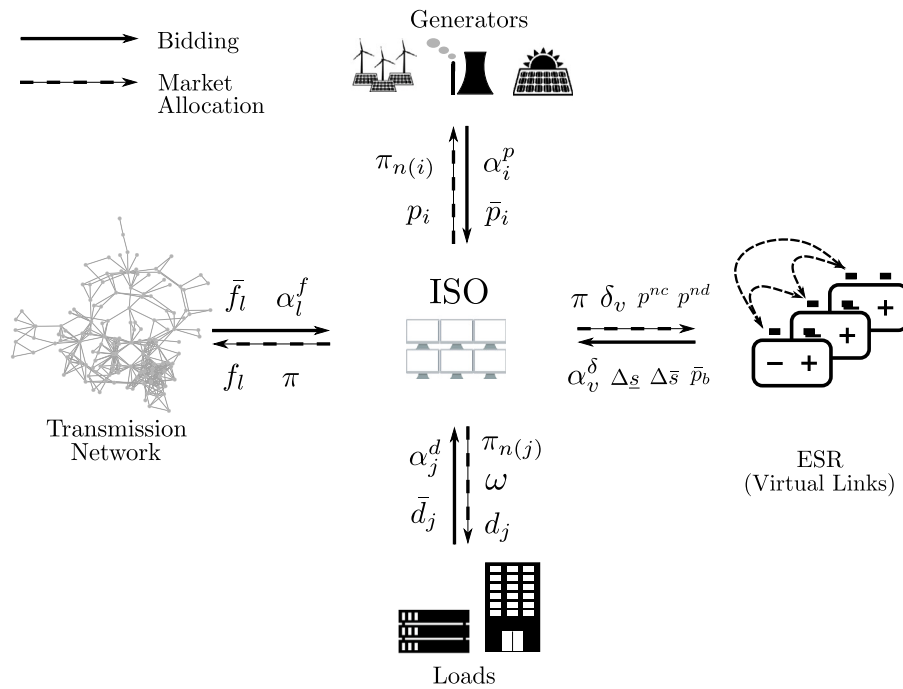 Generators
Bidding
Market
Allocation
π_{n(i)} α_i^p
p_i p̄_i
ISO
f̄_l α_l^f
f_l π
π δ_v p^{nc} p^{nd}
α_v^δ Δs̲ Δs̄ p̄_b
− +
+
+
Transmission
Network
α_j^d π_{n(j)}
ω
d̄_j d_j
ESR
(Virtual Links)
Loads